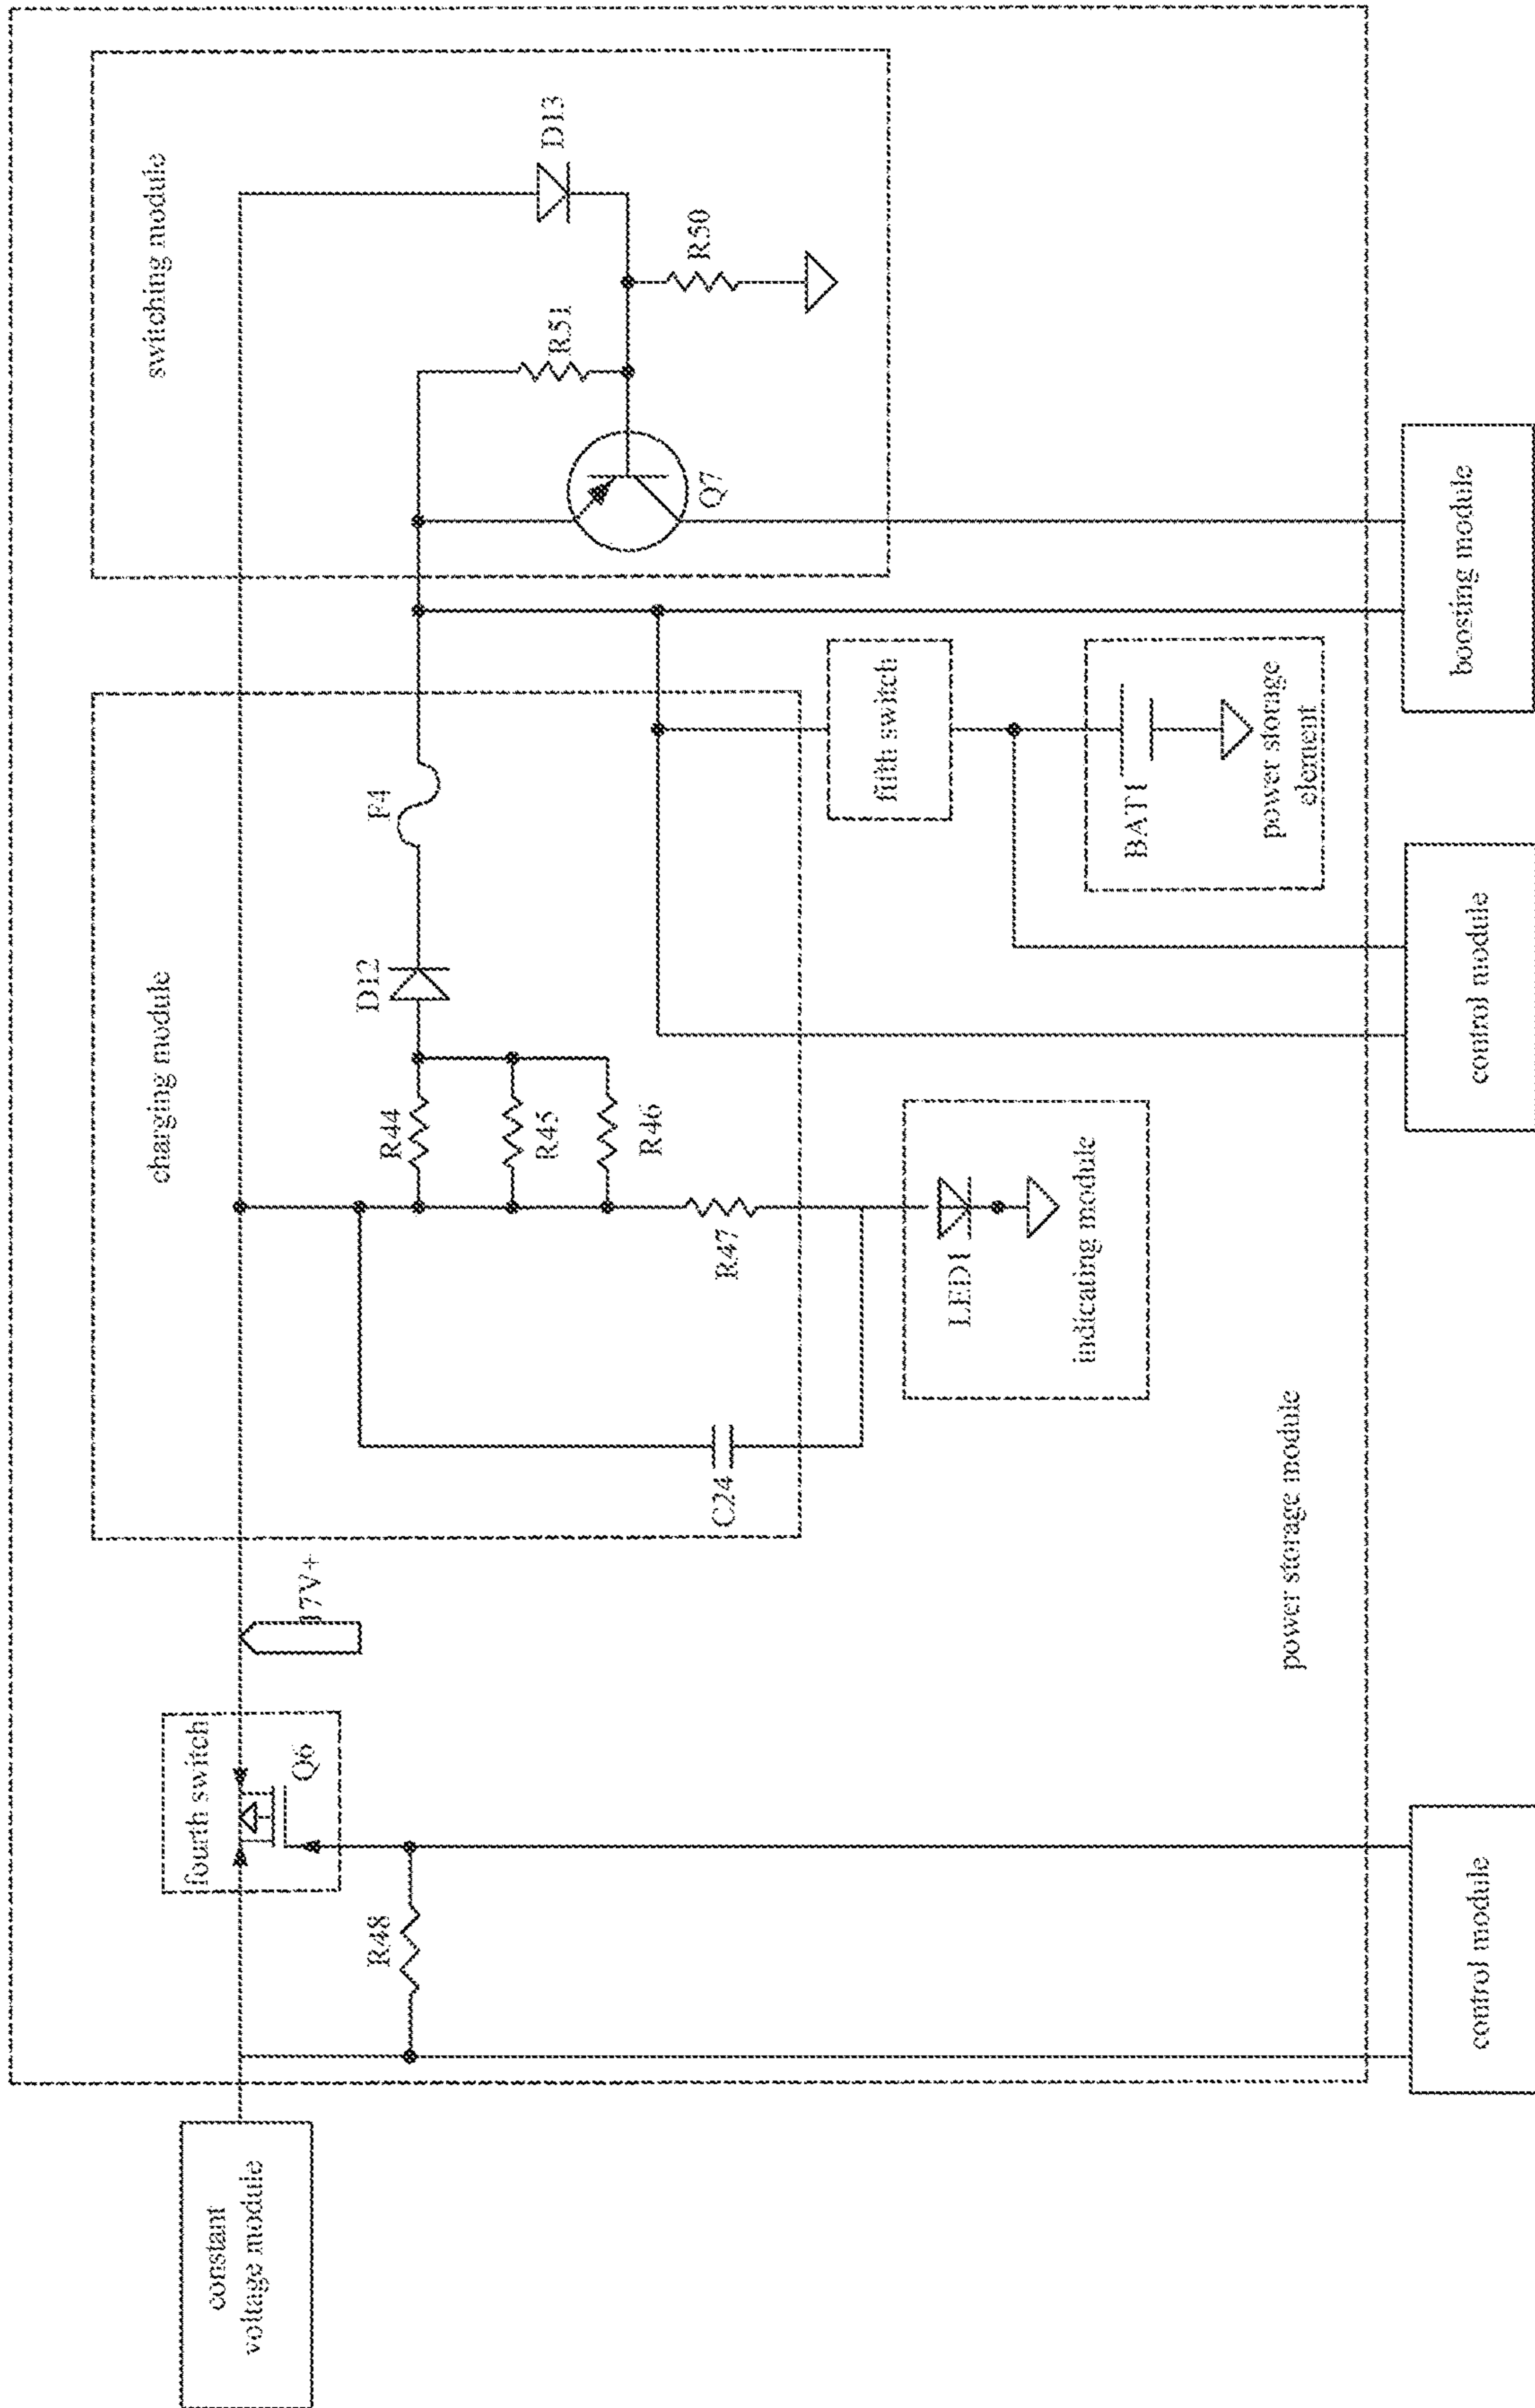 constant
voltage module
fourth switch
Q6
R48
17V+
control module
power storage module
charging module
C24
R44
R45
R46
R47
D12
F4
LED1
indicating module
control module
fifth switch
BAT1
power storage
element
switching module
D13
R51
R50
Q7
boosting module